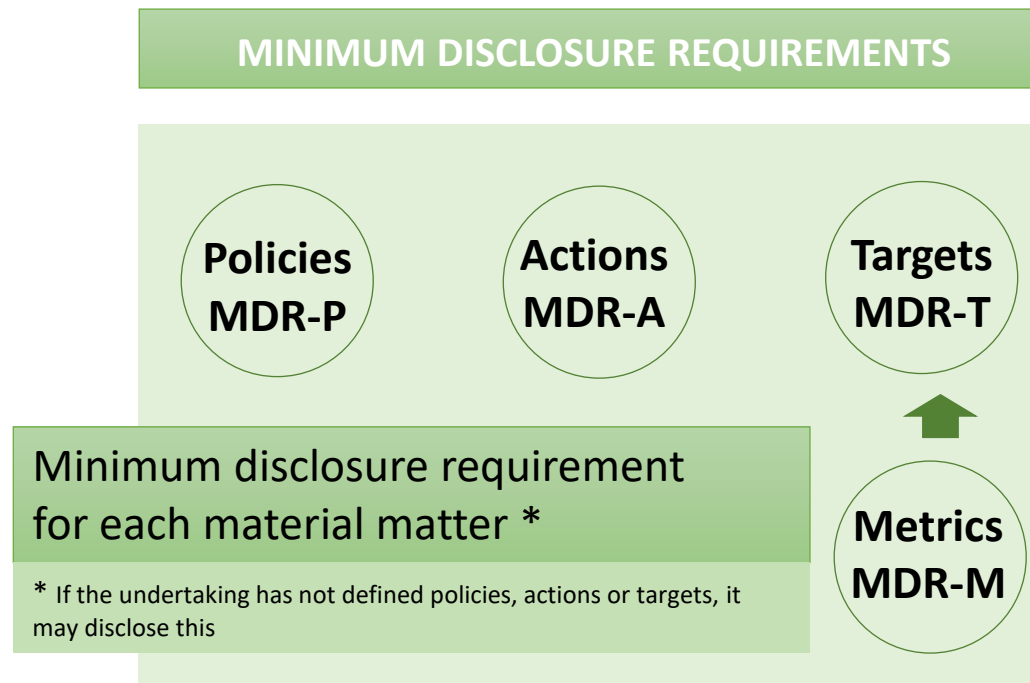 MINIMUM DISCLOSURE REQUIREMENTS
Policies
MDR-P
Actions
MDR-A
Targets
MDR-T
Minimum disclosure requirement
for each material matter *
* If the undertaking has not defined policies, actions or targets, it
may disclose this
Metrics
MDR-M